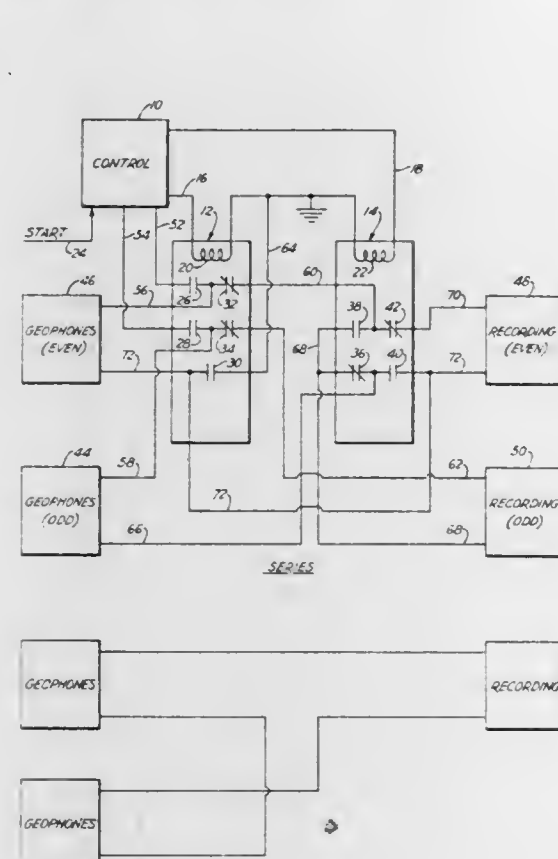 10
CONTROL
16
18
START
24
54
52
12
20
64
14
22
46
GEOPHONES
(EVEN)
56
26
32
60
38
42
70
48
RECORDING
(EVEN)
28
34
68
36
40
72
30
72
44
GEOPHONES
(ODD)
58
72
62
50
RECORDING
(ODD)
66
68
SERIES
GEOPHONES
RECORDING
GEOPHONES